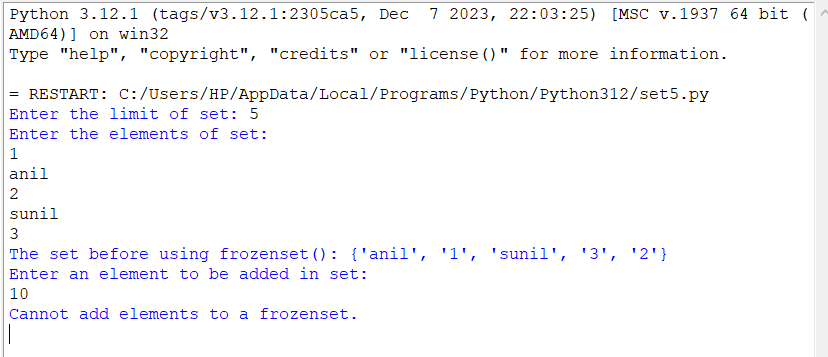 Python 3.12.1 (tags/v3.12.1:2305ca5, Dec  7 2023, 22:03:25) [MSC v.1937 64 bit (
AMD64)] on win32
Type "help", "copyright", "credits" or "license()" for more information.
= RESTART: C:/Users/HP/AppData/Local/Programs/Python/Python312/set5.py
Enter the limit of set: 5
Enter the elements of set:
1
anil
2
sunil
3
The set before using frozenset(): {'anil', '1', 'sunil', '3', '2'}
Enter an element to be added in set:
10
Cannot add elements to a frozenset.